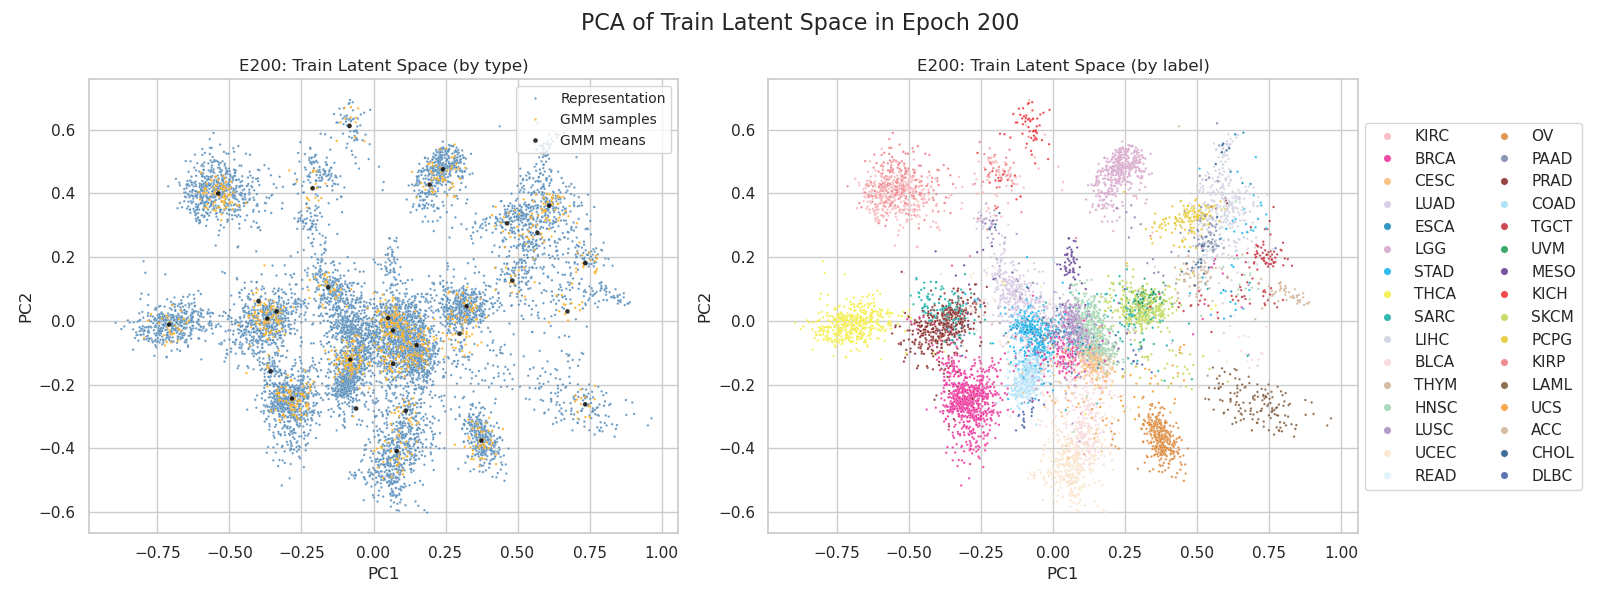 PCA of Train Latent Space in Epoch 200
E200: Train Latent Space (by type)
Representation
GMM samples
GMM means
PC2
0.6
0.4
0.2
0.0
−0.2
−0.4
−0.6
−0.75
−0.50
−0.25
0.00
0.25
0.50
0.75
1.00
PC1
E200: Train Latent Space (by label)
PC2
0.6
0.4
0.2
0.0
−0.2
−0.4
−0.6
−0.75
−0.50
−0.25
0.00
0.25
0.50
0.75
1.00
PC1
KIRC
BRCA
CESC
LUAD
ESCA
LGG
STAD
THCA
SARC
LIHC
BLCA
THYM
HNSC
LUSC
UCEC
READ
OV
PAAD
PRAD
COAD
TGCT
UVM
MESO
KICH
SKCM
PCPG
KIRP
LAML
UCS
ACC
CHOL
DLBC